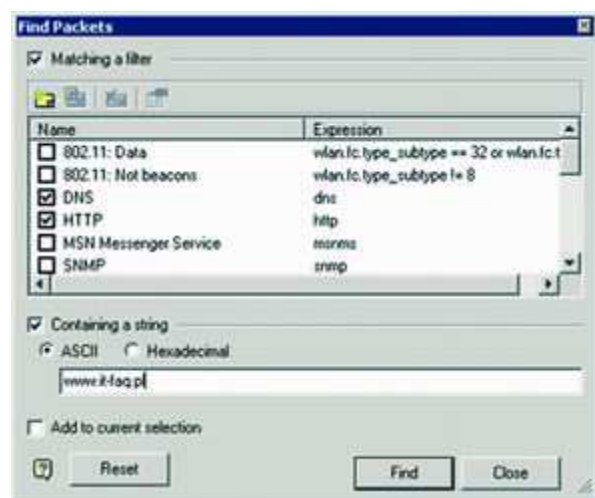 Find Packets
Matching a filter
Name Expression
802.11: Data wlan.fc.type_subtype == 32 or wlan.fc.t
802.11: Not beacons wlan.fc.type_subtype != 8
DNS dns
HTTP http
MSN Messenger Service msnms
SNMP snmp
Containing a string
ASCII Hexadecimal
www.it-faq.pl
Add to current selection
Reset Find Close